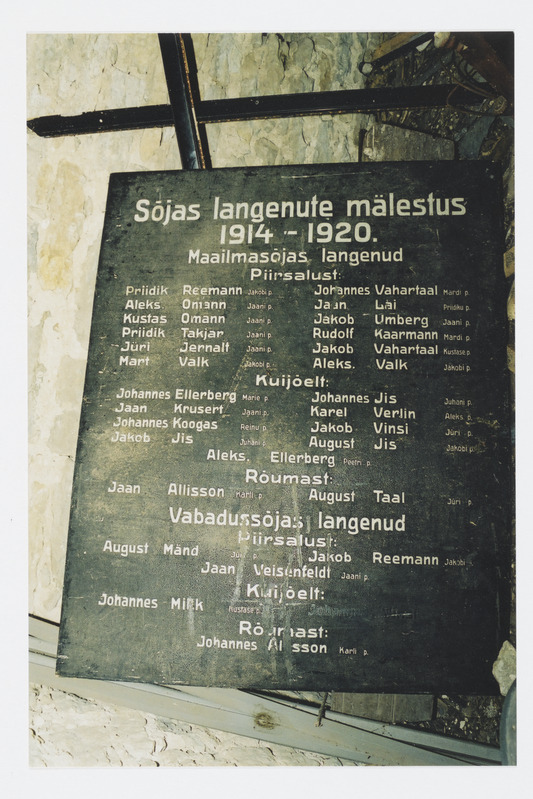 Sõjas langenute mälestus
1914 - 1920.
Maailmasõjas langenud
Piirsalust:
Priidik Reemann Jakobi p. Johannes Vahartaal Mardi p.
Aleks. Omann Jaani p. Jaan Lai Priidiku p.
Kustas Omann Jaani p. Jakob Umberg Jaani p.
Priidik Takjar Jaani p. Rudolf Kaarmann Mardi p.
Jüri Jernalt Jaani p. Jakob Vahartaal Kustase p.
Mart Valk Jakobi p. Aleks. Valk Jakobi p.
Kuijõelt:
Johannes Ellerberg Marie p. Johannes Jis Juhani p.
Jaan Krusert Jaani p. Karel Verlin Aleks. p.
Johannes Koogas Reinu p. Jakob Vinsi Jüri p.
Jakob Jis Juhani p. August Jis Jakobi p.
Aleks. Ellerberg Peetri p.
Rõumast:
Jaan Allisson Karli p. August Taal Jüri p.
Vabadussõjas langenud
Piirsalust:
August Mänd Jüri p. Jakob Reemann Jakobi
Jaan Veisenfeldt Jaani p.
Kuijõelt:
Johannes Milk Kustase p.
Rõumast:
Johannes Allisson Karli p.